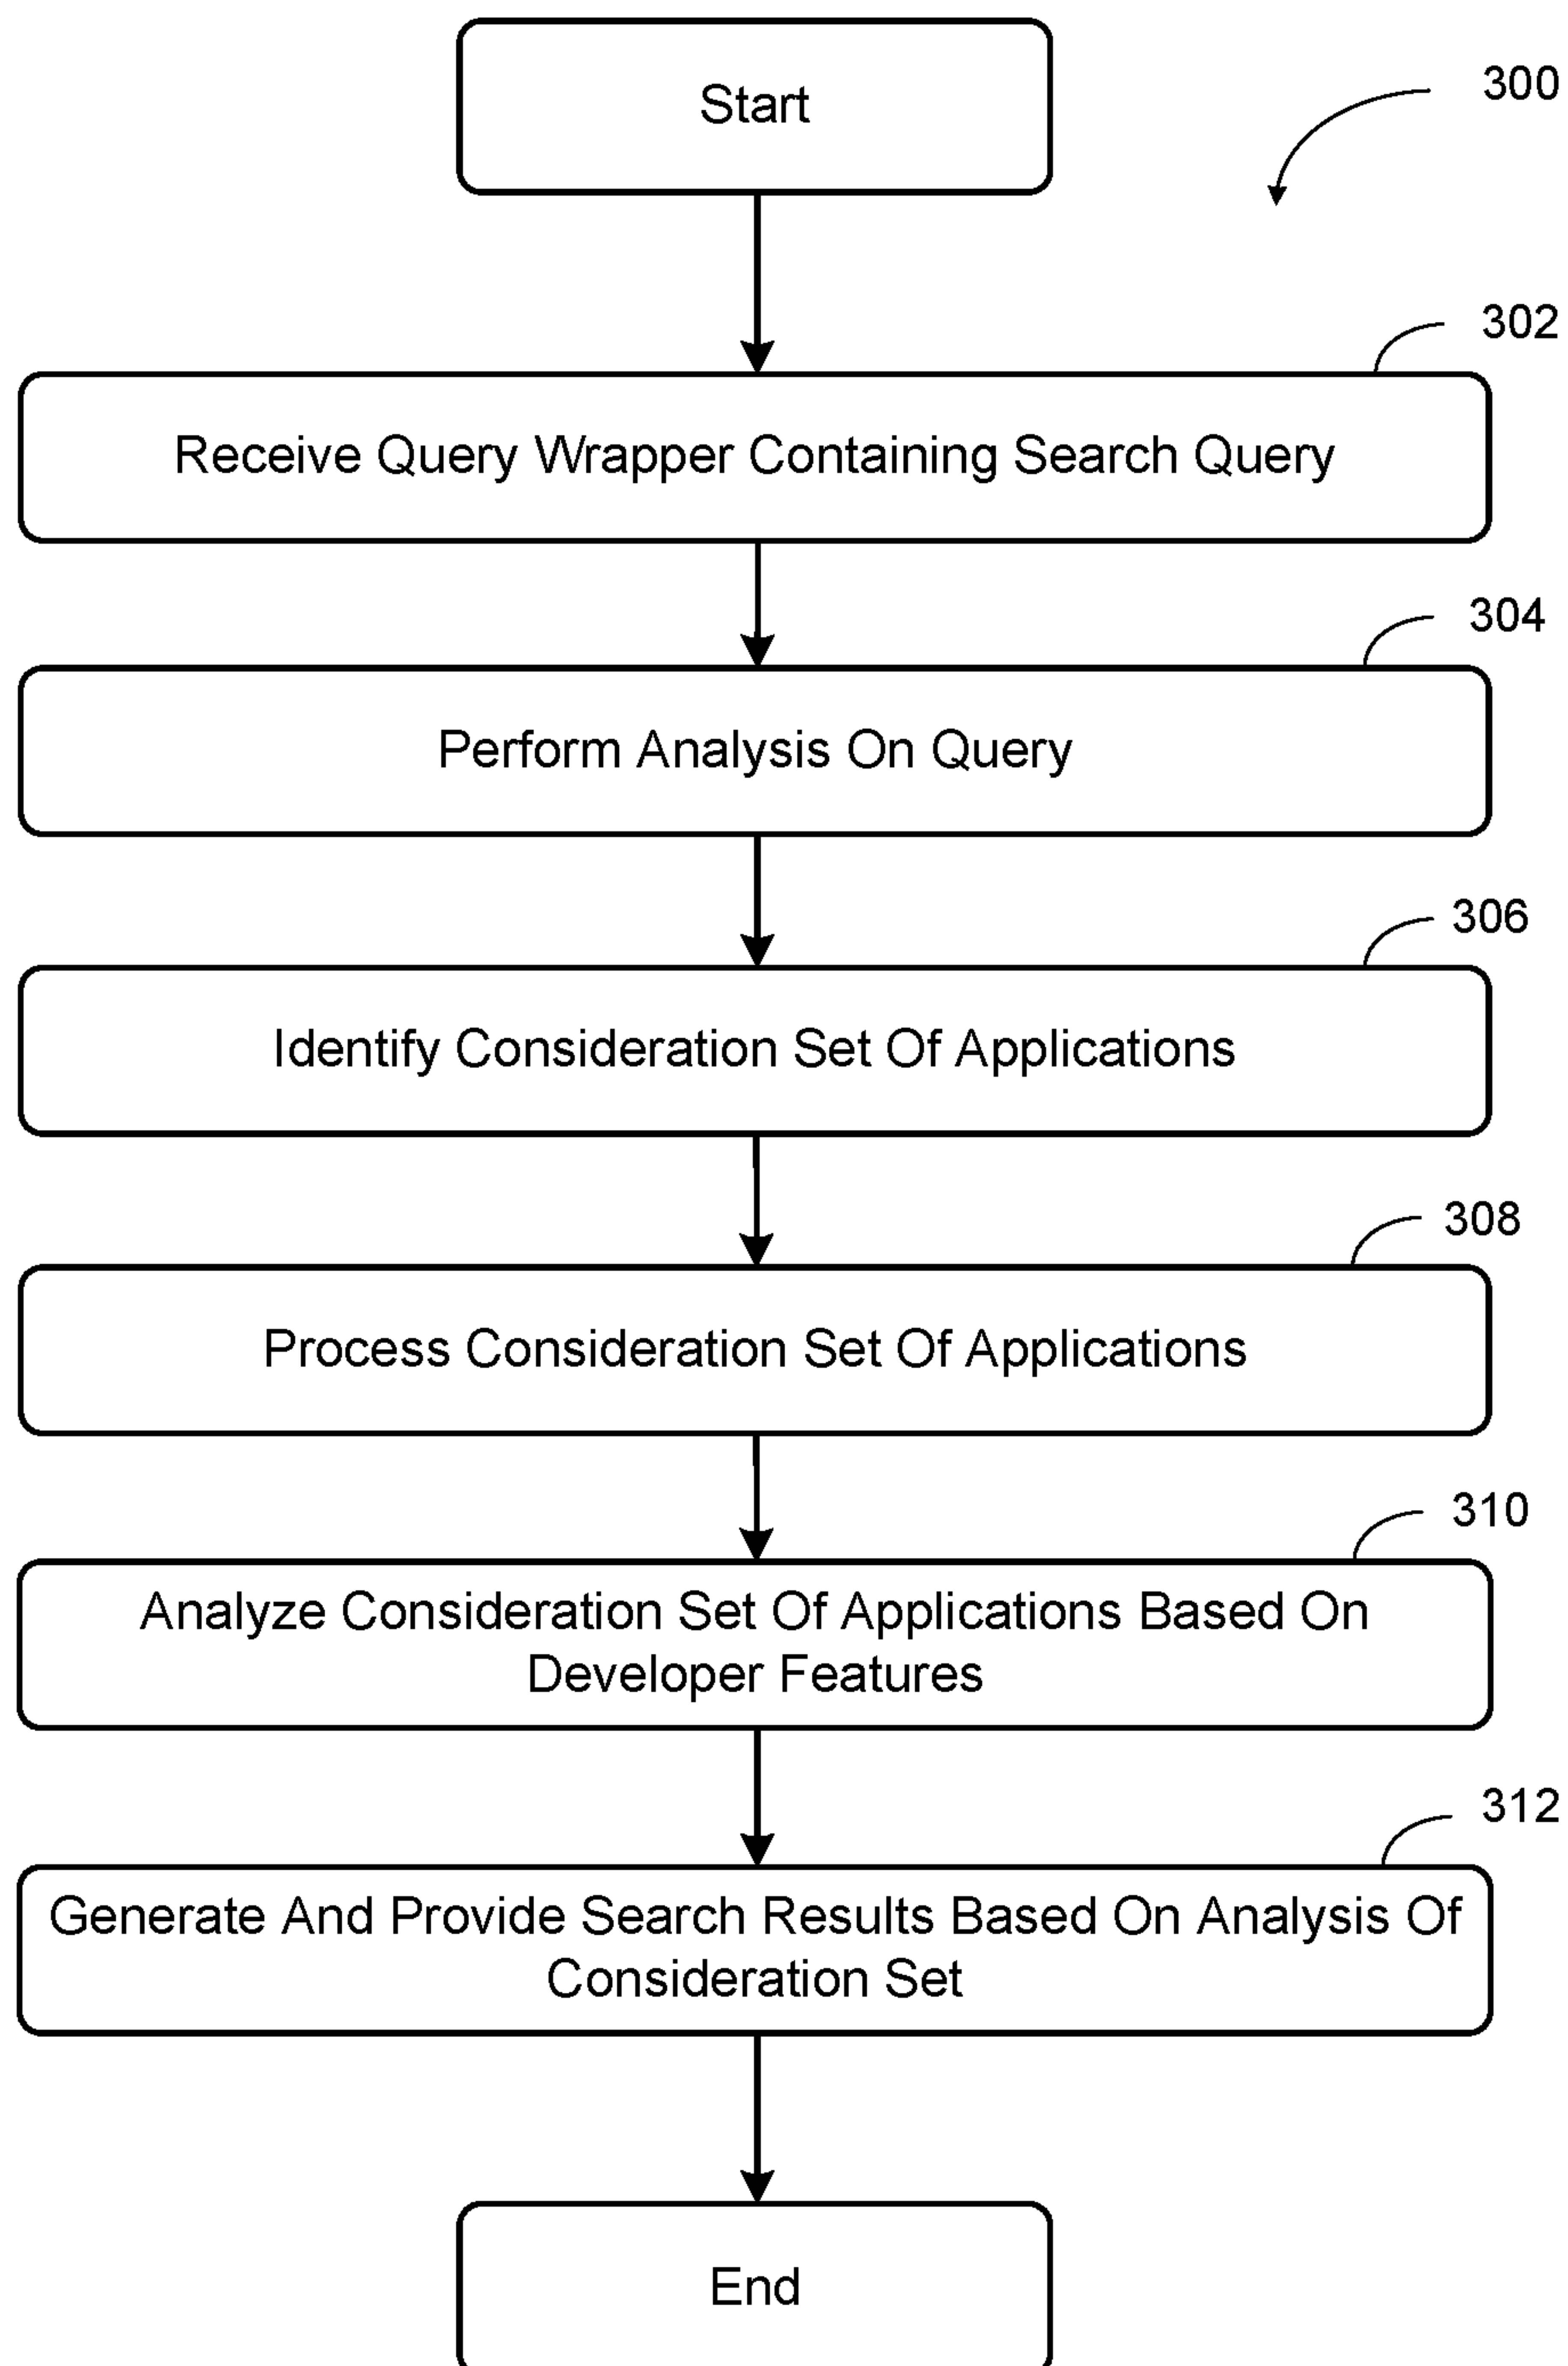 Start
300
302
Receive Query Wrapper Containing Search Query
304
Perform Analysis On Query
306
Identify Consideration Set Of Applications
308
Process Consideration Set Of Applications
310
Analyze Consideration Set Of Applications Based On
Developer Features
312
Generate And Provide Search Results Based On Analysis Of
Consideration Set
End